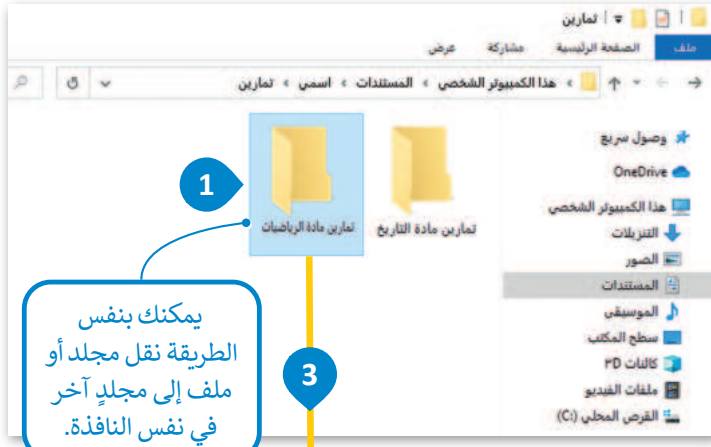 تمارين
ملف الصفحة الرئيسية مشاركة عرض
هذا الكمبيوتر الشخصي › المستندات › اسمي › تمارين
وصول سريع
OneDrive
هذا الكمبيوتر الشخصي
التنزيلات
الصور
المستندات
الموسيقى
سطح المكتب
كائنات ٣D
ملفات الفيديو
القرص المحلي (C:)
تمارين مادة التاريخ
تمارين مادة الرياضيات
1
يمكنك بنفس
الطريقة نقل مجلد أو
ملف إلى مجلدٍ آخر
في نفس النافذة.
3